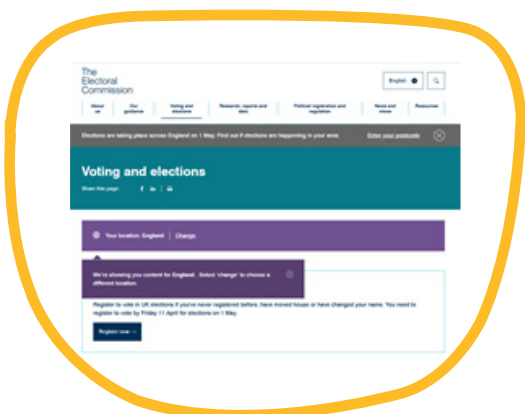 The
Electoral
Commission
English
About us
Our guidance
Voting and elections
Research, reports and data
Political registration and regulation
News and views
Resources
Elections are taking place across England on 1 May. Find out if elections are happening in your area. Enter your postcode
Voting and elections
Share this page:
Your location: England | Change
We're showing you content for England . Select 'change' to choose a
different location.
Register to vote in UK elections if you've never registered before, have moved house or have changed your name. You need to
register to vote by Friday 11 April for elections on 1 May.
Register now →